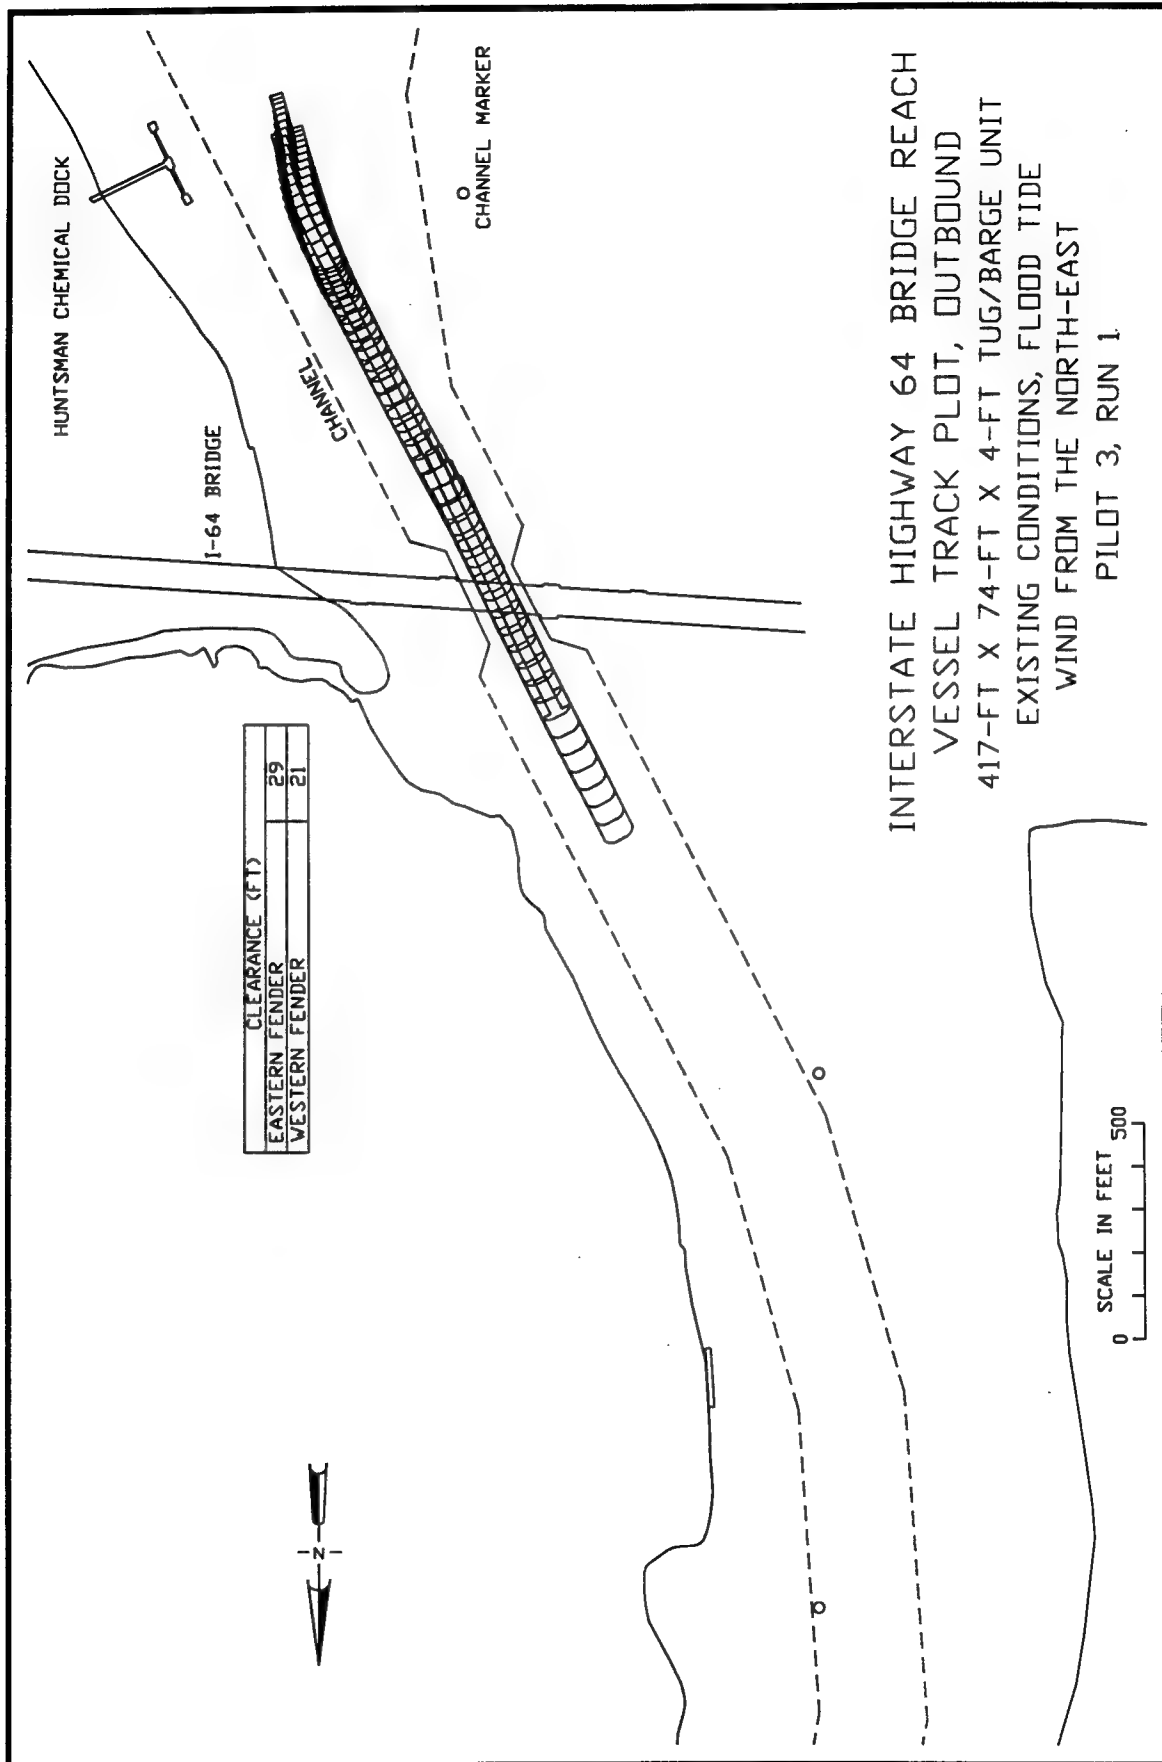 HUNTSMAN CHEMICAL DOCK
I-64 BRIDGE
CHANNEL
CHANNEL MARKER
CLEARANCE (FT)
EASTERN FENDER 29
WESTERN FENDER 21
N
INTERSTATE HIGHWAY 64 BRIDGE REACH
VESSEL TRACK PLOT, OUTBOUND
417-FT X 74-FT X 4-FT TUG/BARGE UNIT
EXISTING CONDITIONS, FLOOD TIDE
WIND FROM THE NORTH-EAST
PILOT 3, RUN 1
SCALE IN FEET
0 500